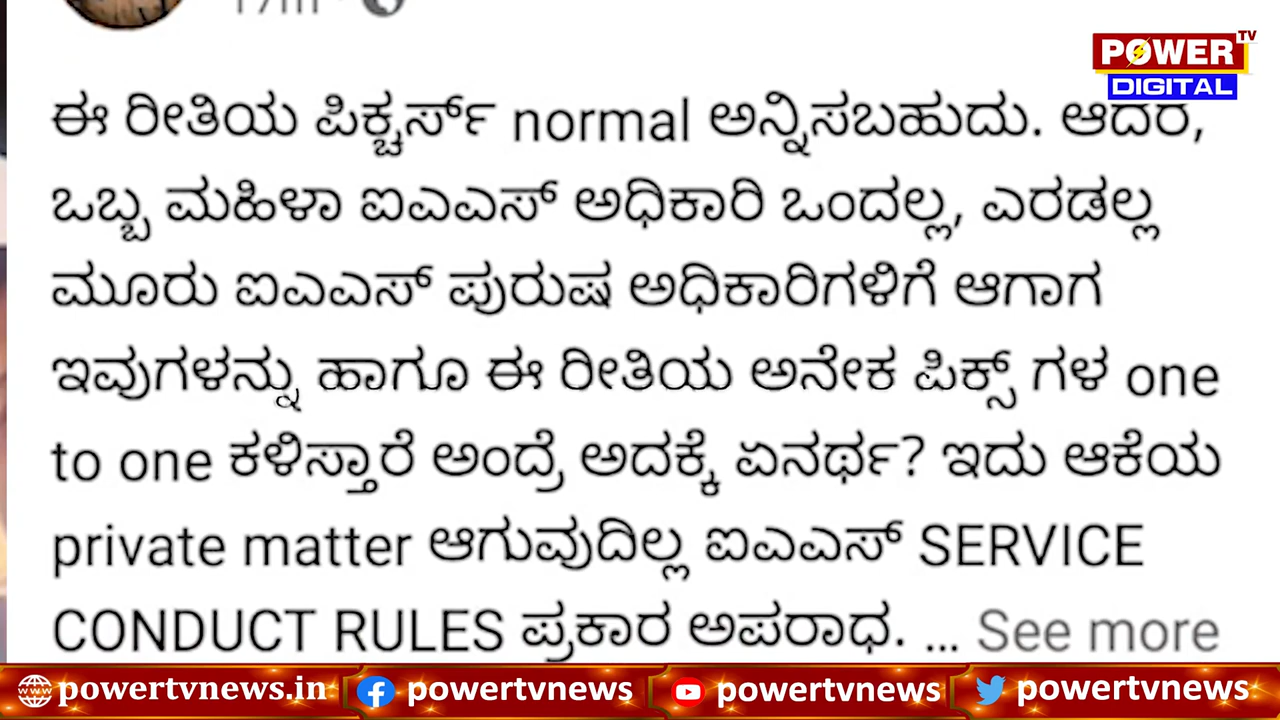 17m
POWER TV
DIGITAL
ಈ ರೀತಿಯ ಪಿಕ್ಚರ್ಸ್ normal ಅನ್ನಿಸಬಹುದು. ಆದರೆ,
ಒಬ್ಬ ಮಹಿಳಾ ಐಎಎಸ್ ಅಧಿಕಾರಿ ಒಂದಲ್ಲ, ಎರಡಲ್ಲ
ಮೂರು ಐಎಎಸ್ ಪುರುಷ ಅಧಿಕಾರಿಗಳಿಗೆ ಆಗಾಗ
ಇವುಗಳನ್ನು ಹಾಗೂ ಈ ರೀತಿಯ ಅನೇಕ ಪಿಕ್ಸ್ ಗಳ one
to one ಕಳಿಸ್ತಾರೆ ಅಂದ್ರೆ ಅದಕ್ಕೆ ಏನರ್ಥ? ಇದು ಆಕೆಯ
private matter ಆಗುವುದಿಲ್ಲ ಐಎಎಸ್ SERVICE
CONDUCT RULES ಪ್ರಕಾರ ಅಪರಾಧ. ... See more
powertvnews.in powertvnews powertvnews powertvnews